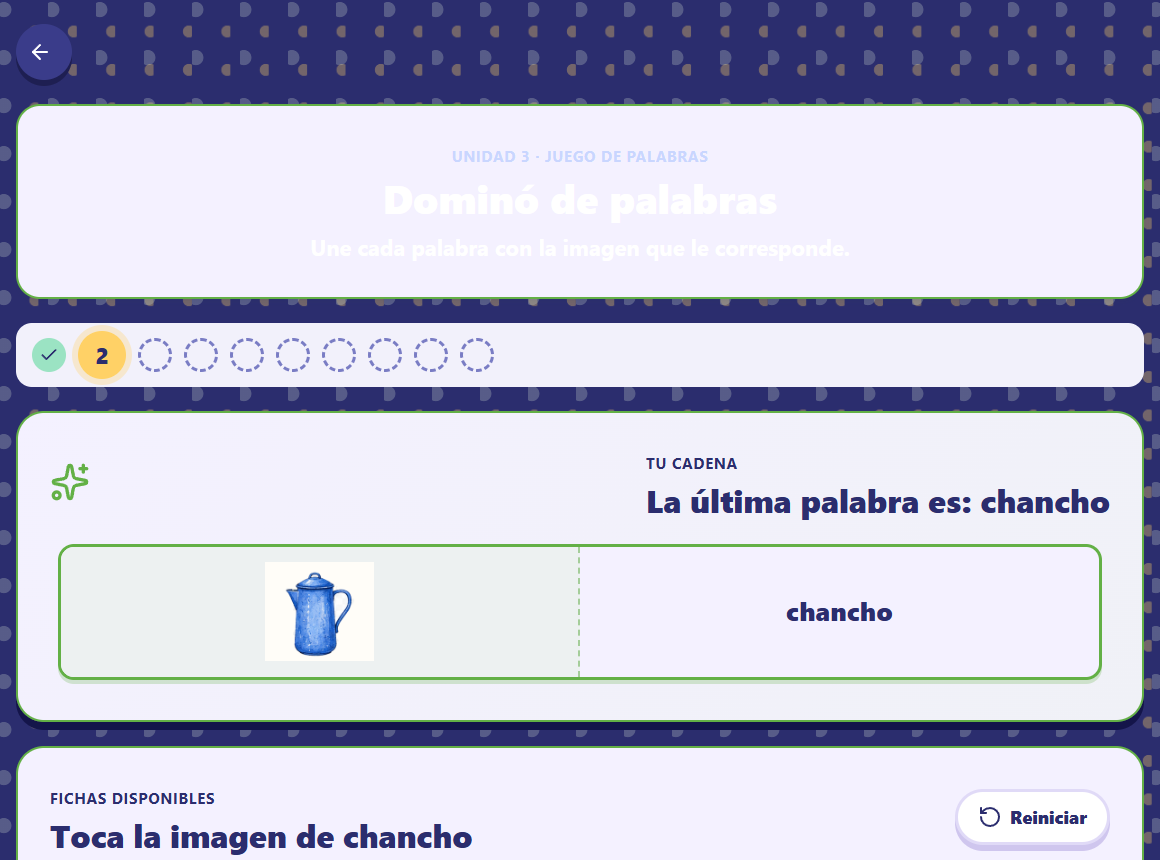 UNIDAD 3 · JUEGO DE PALABRAS
Dominó de palabras
Une cada palabra con la imagen que le corresponde.
2
TU CADENA
La última palabra es: chancho
chancho
FICHAS DISPONIBLES
Toca la imagen de chancho
Reiniciar